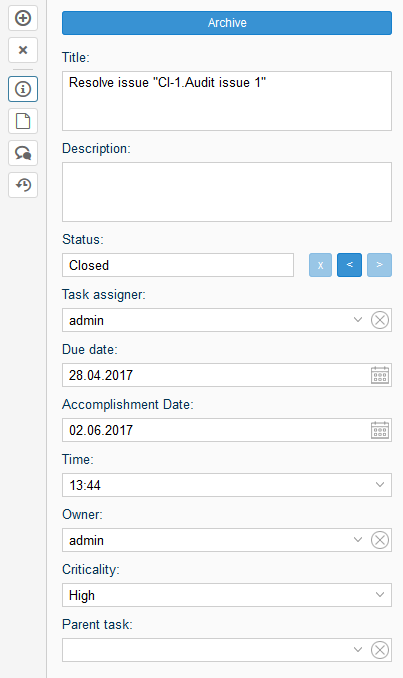 Archive
Title:
Resolve issue "CI-1.Audit issue 1"
Description:
Status:
Closed
x < >
Task assigner:
admin
Due date:
28.04.2017
Accomplishment Date:
02.06.2017
Time:
13:44
Owner:
admin
Criticality:
High
Parent task: